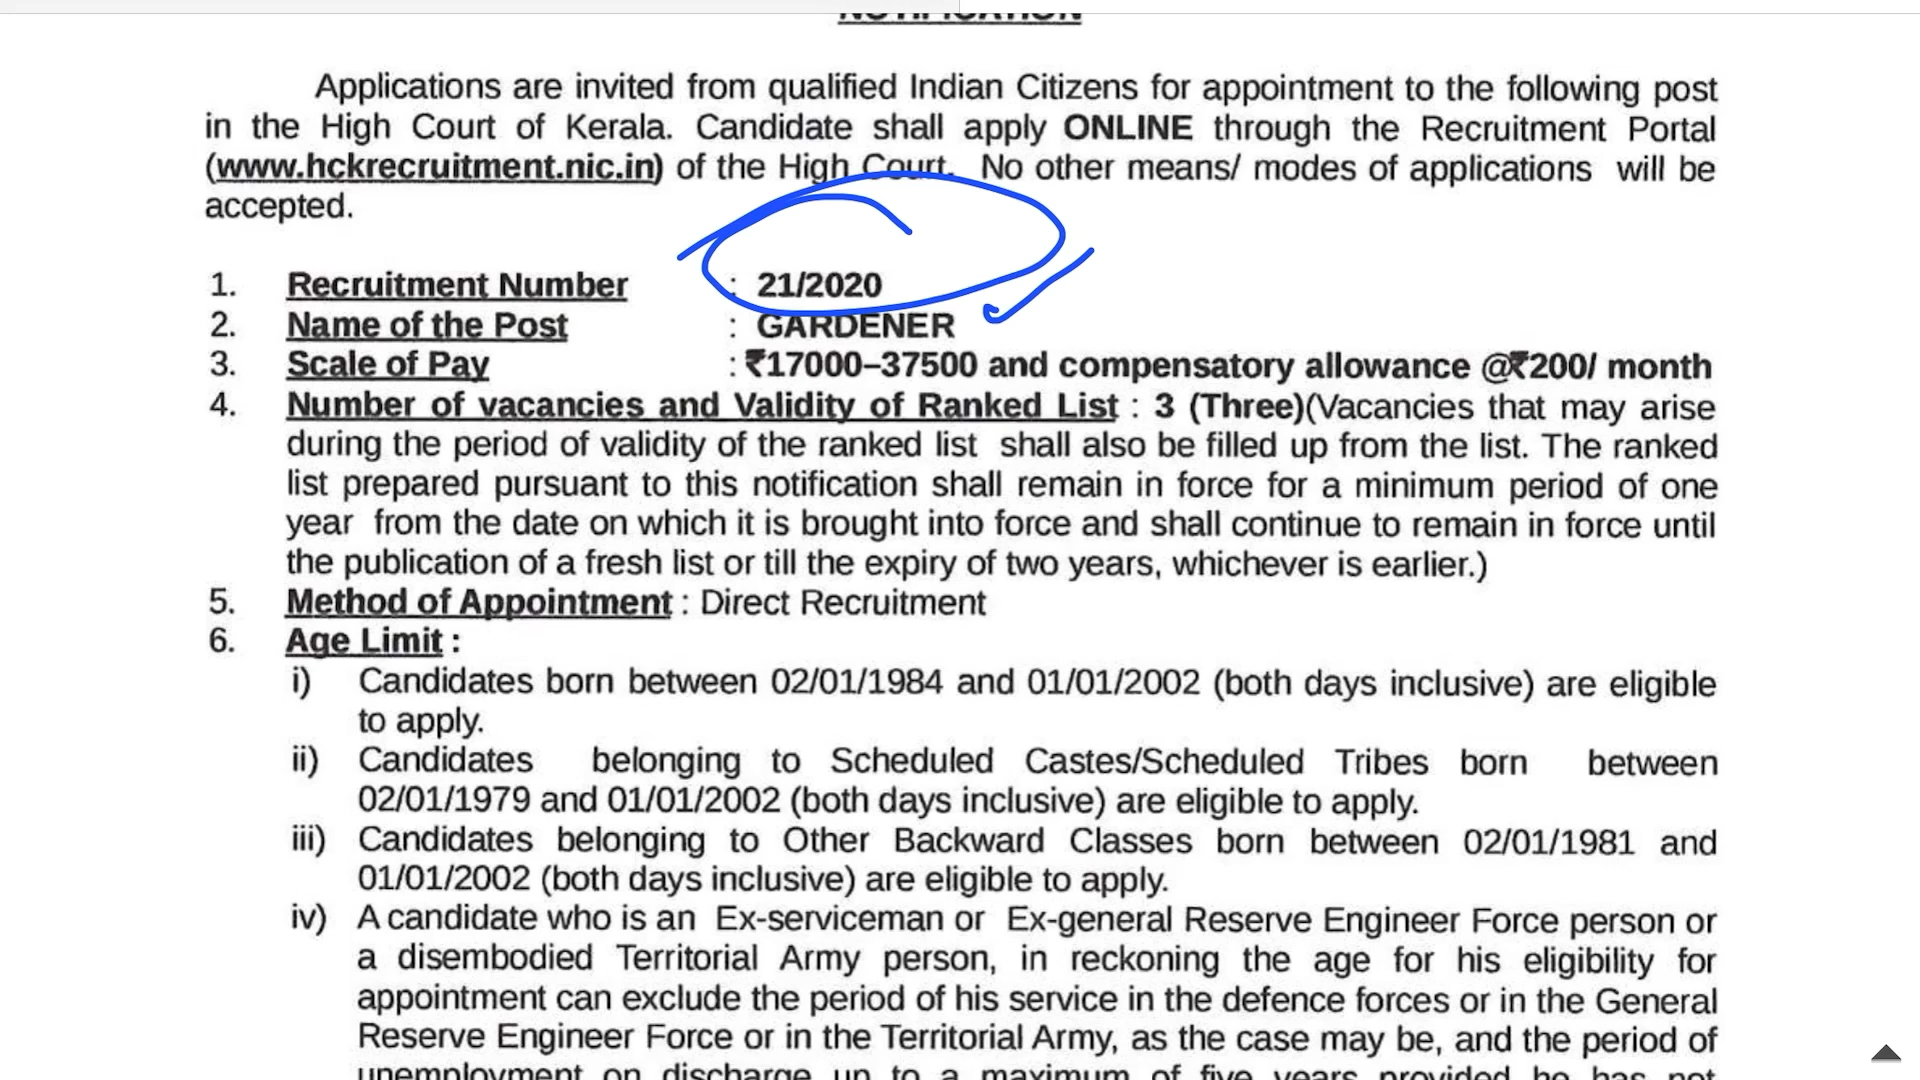 NOTIFICATION
Applications are invited from qualified Indian Citizens for appointment to the following post
in the High Court of Kerala. Candidate shall apply ONLINE through the Recruitment Portal
(www.hckrecruitment.nic.in) of the High Court. No other means/ modes of applications will be
accepted.
1. Recruitment Number : 21/2020
2. Name of the Post : GARDENER
3. Scale of Pay : ₹17000–37500 and compensatory allowance @₹200/ month
4. Number of vacancies and Validity of Ranked List : 3 (Three)(Vacancies that may arise
during the period of validity of the ranked list shall also be filled up from the list. The ranked
list prepared pursuant to this notification shall remain in force for a minimum period of one
year from the date on which it is brought into force and shall continue to remain in force until
the publication of a fresh list or till the expiry of two years, whichever is earlier.)
5. Method of Appointment : Direct Recruitment
6. Age Limit :
i) Candidates born between 02/01/1984 and 01/01/2002 (both days inclusive) are eligible
to apply.
ii) Candidates belonging to Scheduled Castes/Scheduled Tribes born between
02/01/1979 and 01/01/2002 (both days inclusive) are eligible to apply.
iii) Candidates belonging to Other Backward Classes born between 02/01/1981 and
01/01/2002 (both days inclusive) are eligible to apply.
iv) A candidate who is an Ex-serviceman or Ex-general Reserve Engineer Force person or
a disembodied Territorial Army person, in reckoning the age for his eligibility for
appointment can exclude the period of his service in the defence forces or in the General
Reserve Engineer Force or in the Territorial Army, as the case may be, and the period of
unemployment on discharge up to a maximum of five years provided he has not